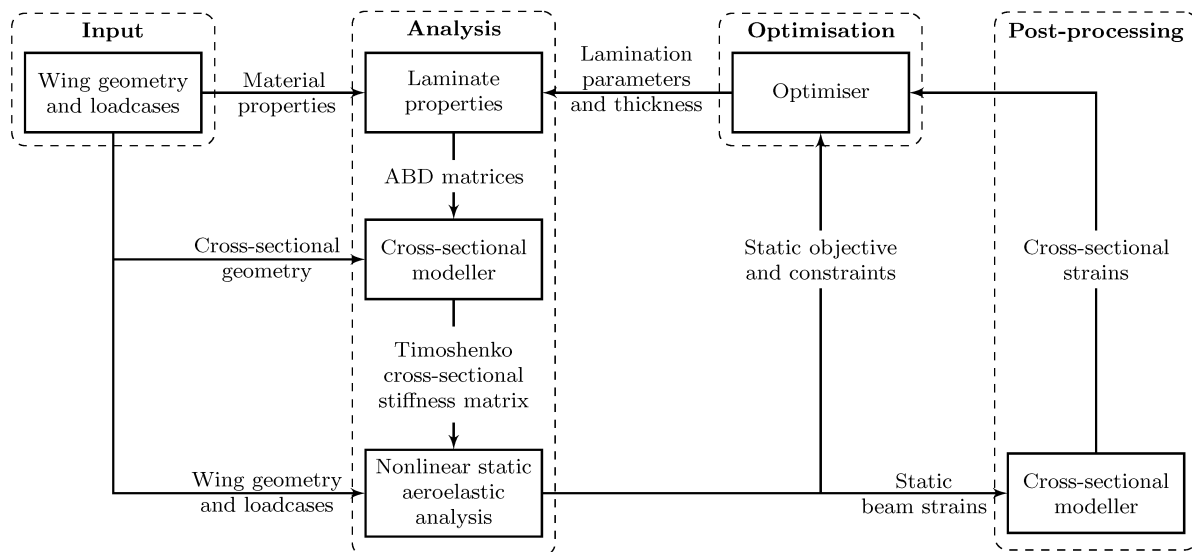 Input
Wing geometry
and loadcases
Material
properties
Analysis
Laminate
properties
Lamination
parameters
and thickness
Optimisation
Optimiser
Post-processing
ABD matrices
Cross-sectional
geometry
Cross-sectional
modeller
Static objective
and constraints
Cross-sectional
strains
Timoshenko
cross-sectional
stiffness matrix
Wing geometry
and loadcases
Nonlinear static
aeroelastic
analysis
Static
beam strains
Cross-sectional
modeller